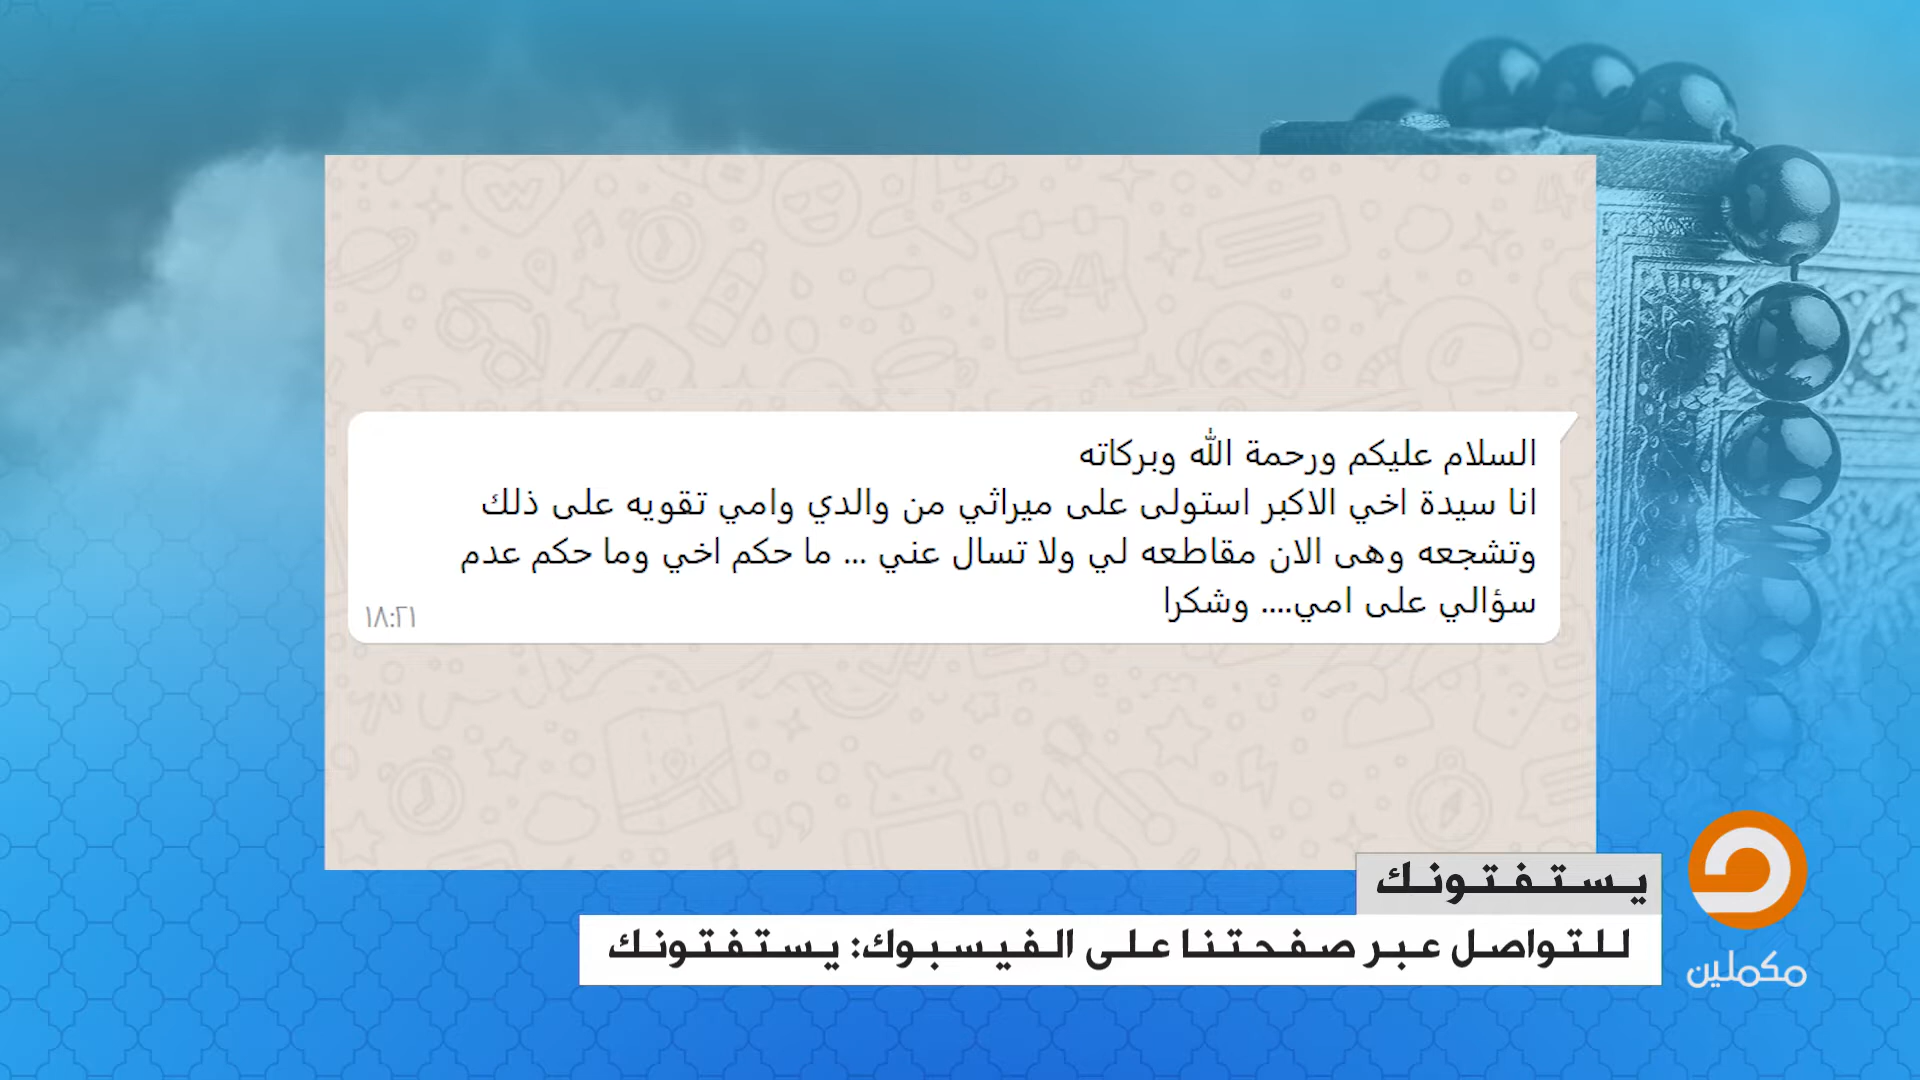 السلام عليكم ورحمة الله وبركاته
انا سيدة اخي الاكبر استولى على ميراثي من والدي وامي تقويه على ذلك
وتشجعه وهى الان مقاطعه لي ولا تسال عني ... ما حكم اخي وما حكم عدم
سؤالي على امي.... وشكرا
١٨:٢١
يستفتونك
للتواصل عبر صفحتنا على الفيسبوك: يستفتونك
مكملين